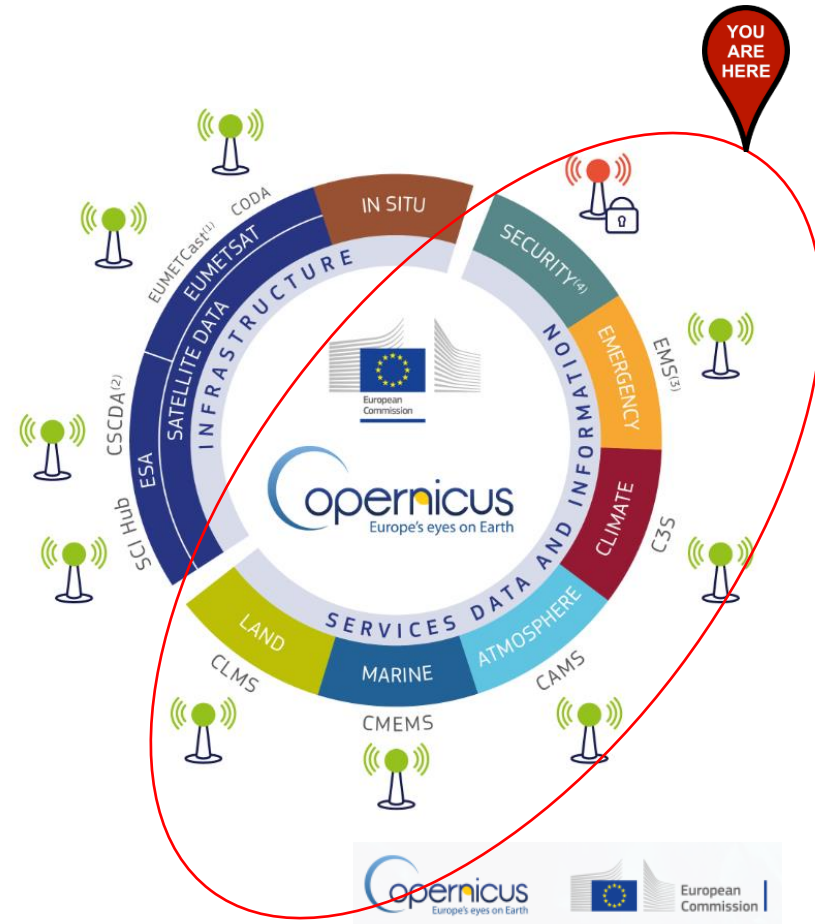 YOU
ARE
HERE
IN SITU
CODA
EUMETCast(1)
EUMETSAT
SATELLITE DATA
INFRASTRUCTURE
CSCDA(2)
ESA
SCI Hub
SECURITY(4)
EMERGENCY
EMS(3)
CLIMATE
C3S
ATMOSPHERE
CAMS
MARINE
CMEMS
LAND
CLMS
SERVICES DATA AND INFORMATION
European
Commission
Copernicus
Europe's eyes on Earth
Copernicus
Europe's eyes on Earth
European
Commission